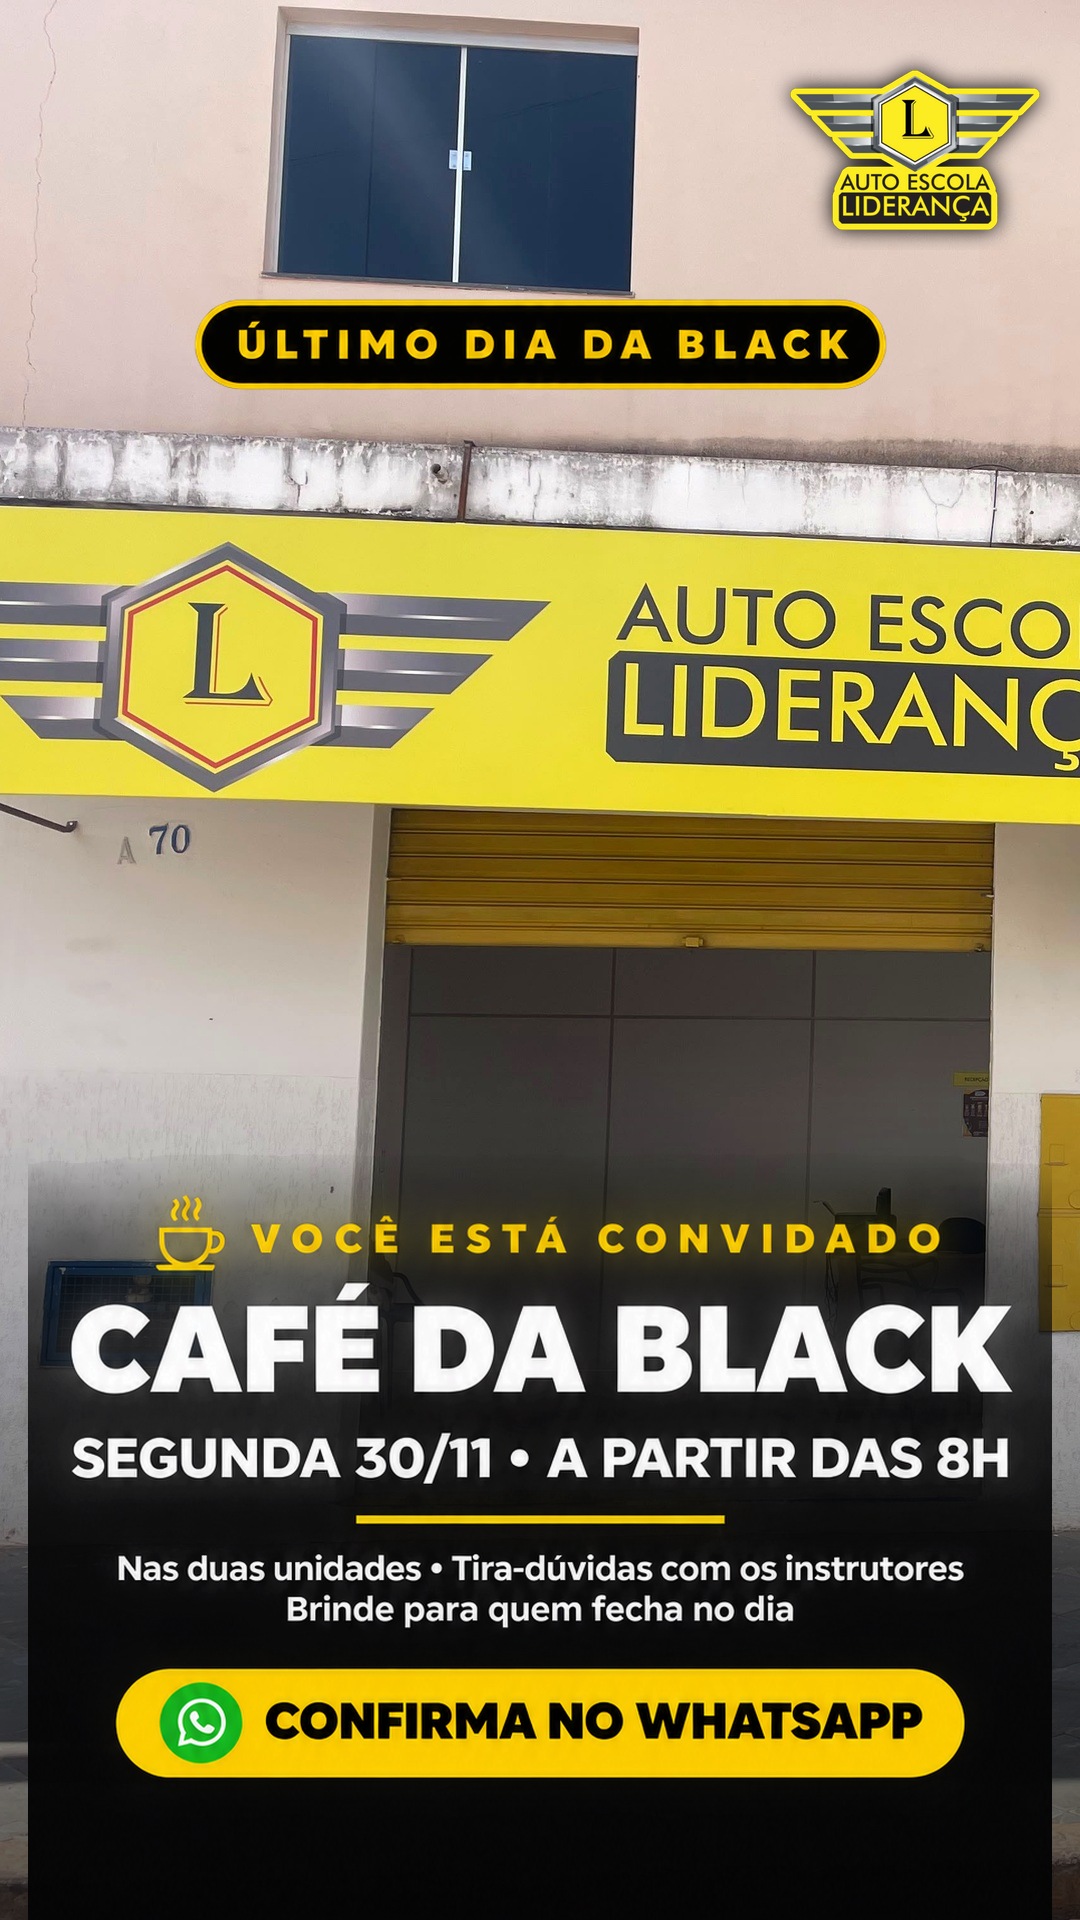 L
AUTO ESCOLA
LIDERANÇA
ÚLTIMO DIA DA BLACK
L
AUTO ESCO
LIDERANÇ
A 70
RECEPÇÃO
VOCÊ ESTÁ CONVIDADO
CAFÉ DA BLACK
SEGUNDA 30/11 • A PARTIR DAS 8H
Nas duas unidades • Tira-dúvidas com os instrutores
Brinde para quem fecha no dia
CONFIRMA NO WHATSAPP